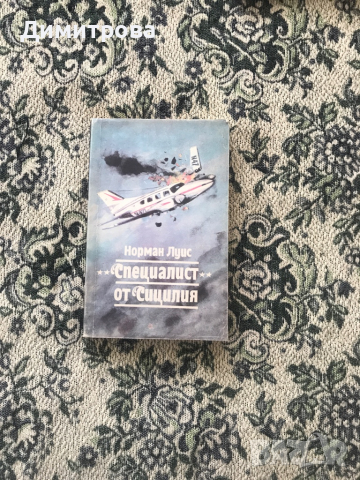 Димитрова
Норман Луис
**Специалист**
от Сицилия